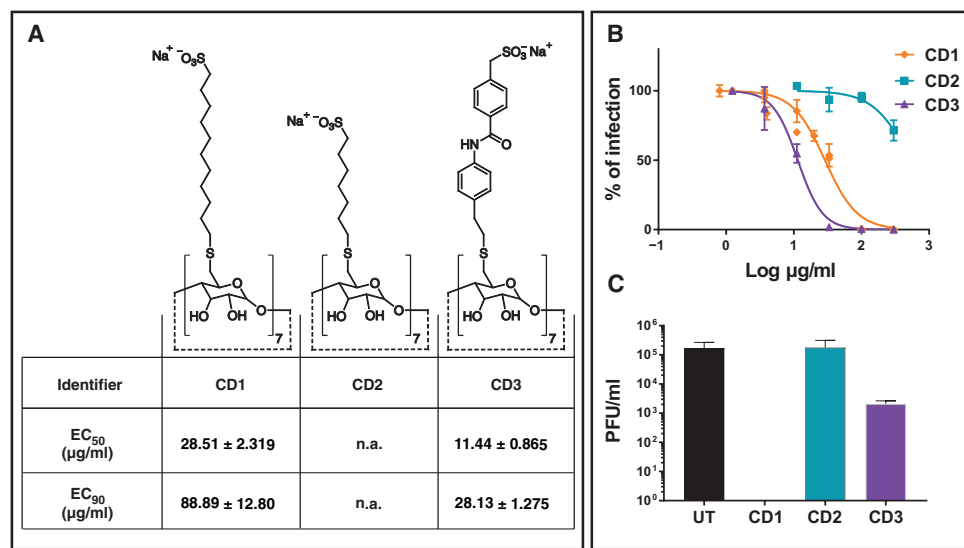 A
Na⁺ ⁻O₃S
S
O
O
HO
OH
7
Na⁺ ⁻O₃S
S
O
O
HO
OH
7
SO₃⁻ Na⁺
O
HN
S
O
O
HO
OH
7
Identifier CD1 CD2 CD3
EC₅₀ (µg/ml) 28.51 ± 2.319 n.a. 11.44 ± 0.865
EC₉₀ (µg/ml) 88.89 ± 12.80 n.a. 28.13 ± 1.275
B
CD1
CD2
CD3
% of infection
100
50
0
−1 0 1 2 3
Log µg/ml
C
PFU/ml
10⁶
10⁵
10⁴
10³
10²
10¹
10⁰
UT CD1 CD2 CD3